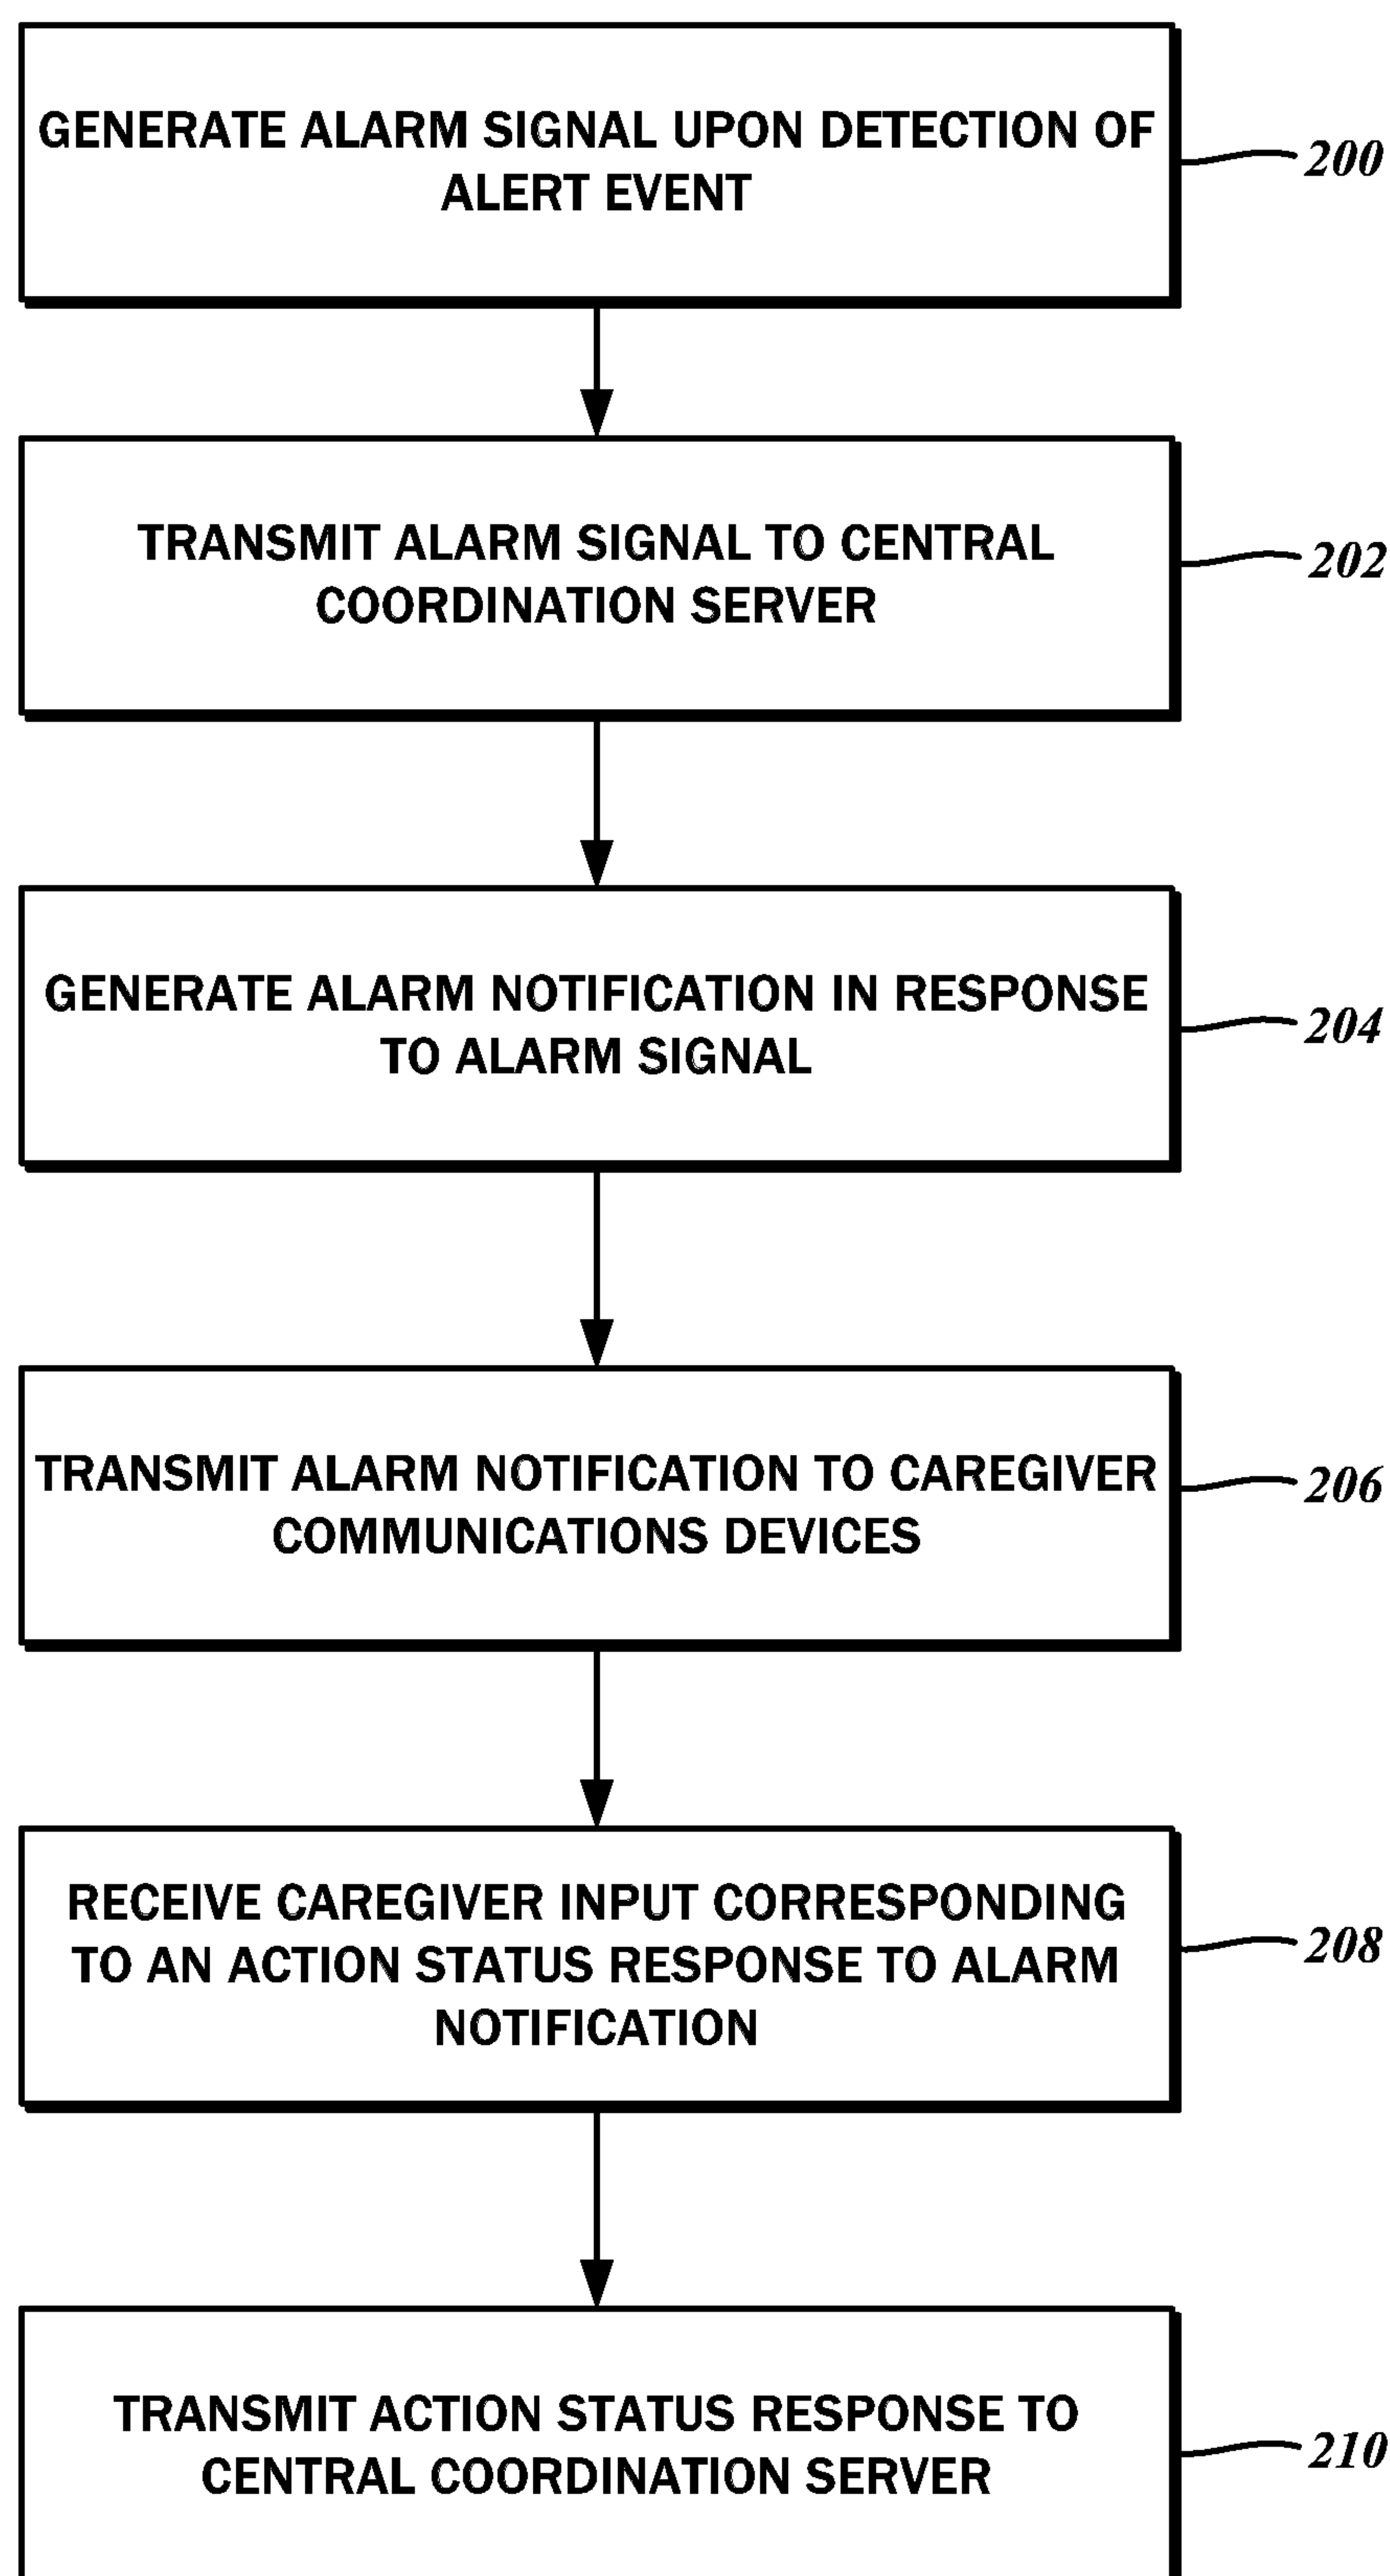 GENERATE ALARM SIGNAL UPON DETECTION OF
ALERT EVENT
200
TRANSMIT ALARM SIGNAL TO CENTRAL
COORDINATION SERVER
202
GENERATE ALARM NOTIFICATION IN RESPONSE
TO ALARM SIGNAL
204
TRANSMIT ALARM NOTIFICATION TO CAREGIVER
COMMUNICATIONS DEVICES
206
RECEIVE CAREGIVER INPUT CORRESPONDING
TO AN ACTION STATUS RESPONSE TO ALARM
NOTIFICATION
208
TRANSMIT ACTION STATUS RESPONSE TO
CENTRAL COORDINATION SERVER
210